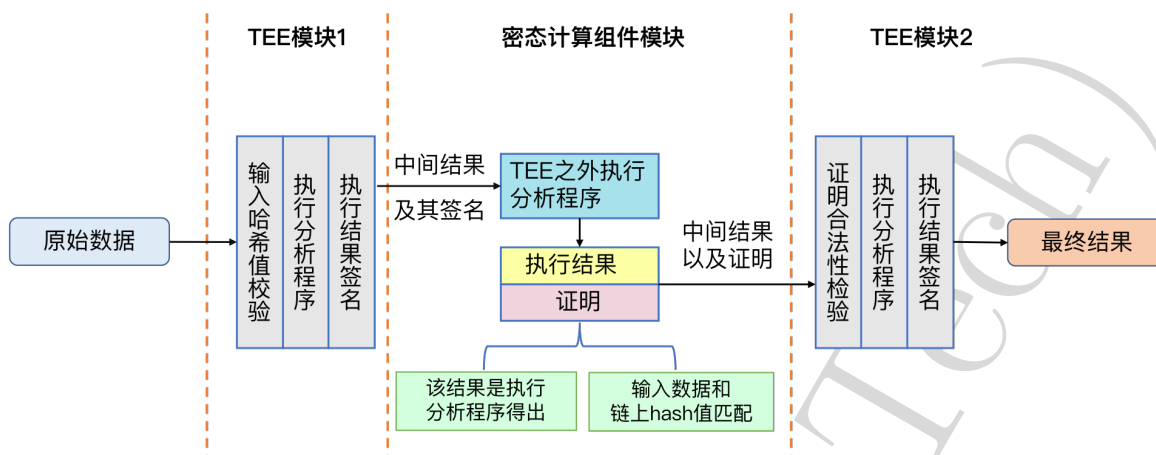 TEE模块1
密态计算组件模块
TEE模块2
原始数据
输入哈希值校验
执行分析程序
执行结果签名
中间结果
及其签名
TEE之外执行
分析程序
执行结果
证明
该结果是执行
分析程序得出
输入数据和
链上hash值匹配
中间结果
以及证明
证明合法性检验
执行分析程序
执行结果签名
最终结果
Tech)